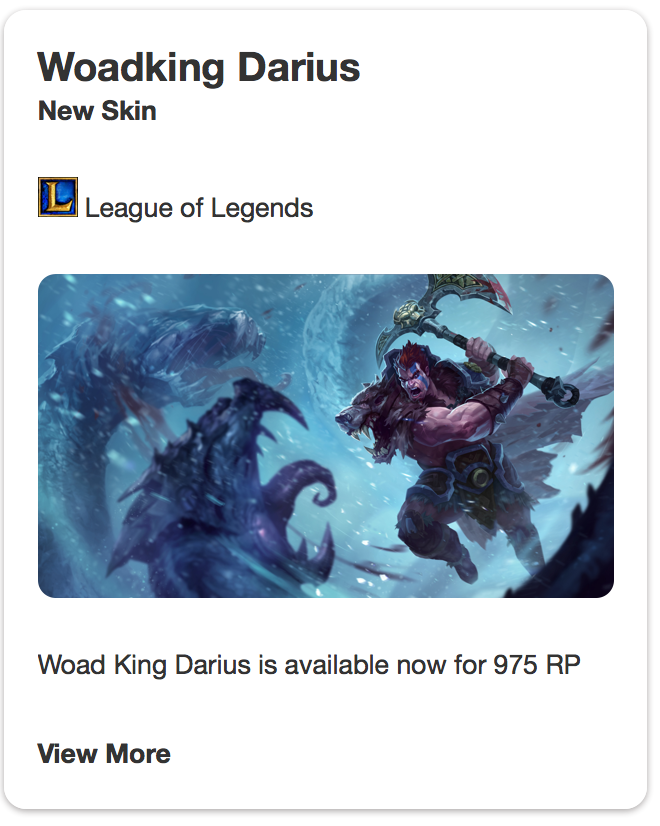 Woadking Darius
New Skin
L League of Legends
Woad King Darius is available now for 975 RP
View More